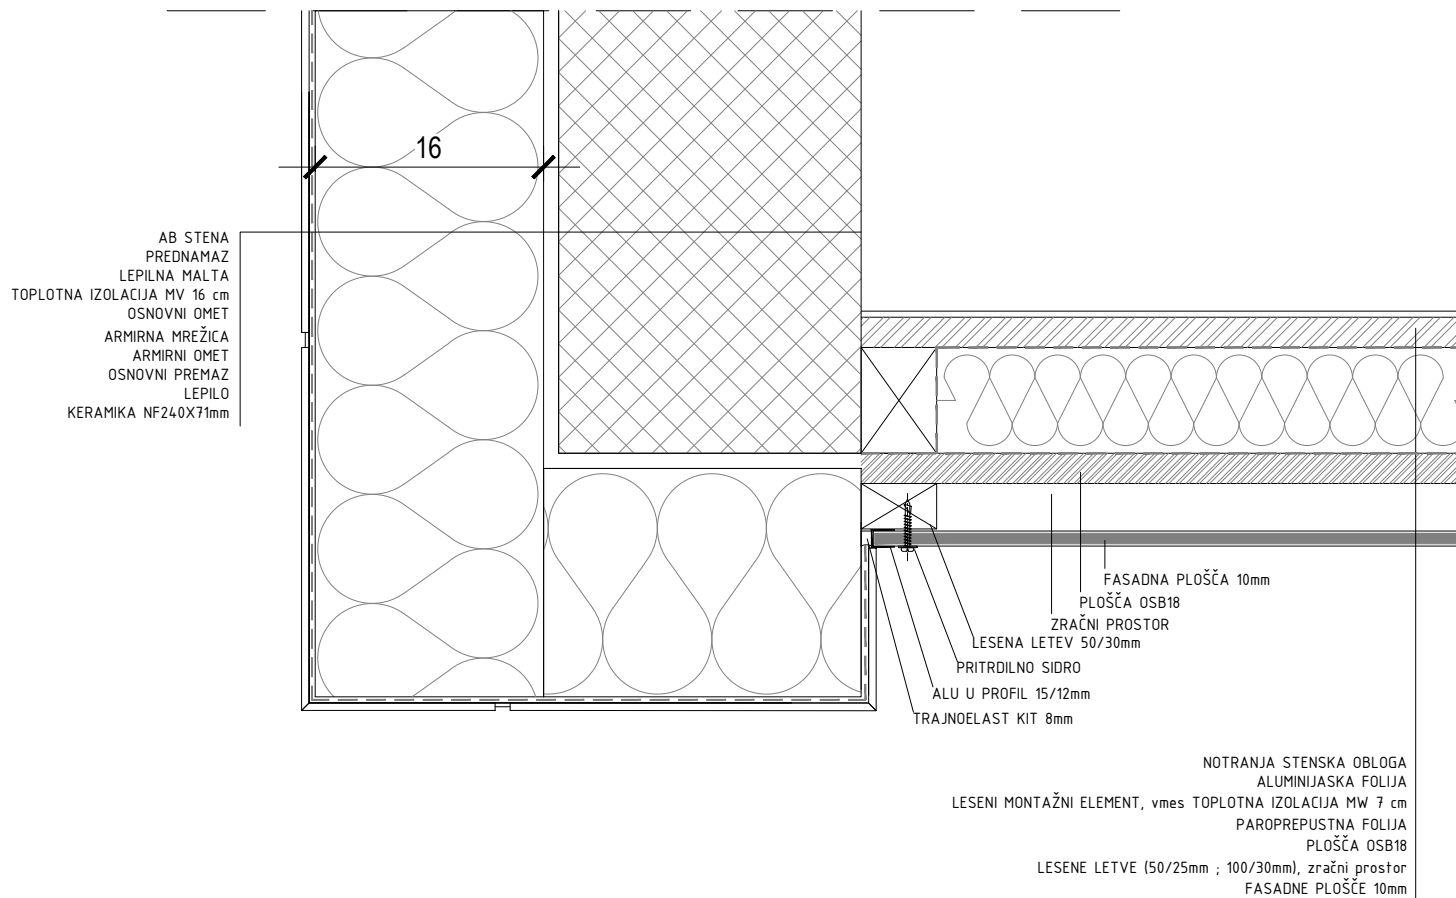 16
AB STENA
PREDNAMAZ
LEPILNA MALTA
TOPLOTNA IZOLACIJA MV 16 cm
OSNOVNI OMET
ARMIRNA MREŽICA
ARMIRNI OMET
OSNOVNI PREMAZ
LEPILO
KERAMIKA NF240X71mm
FASADNA PLOŠČA 10mm
PLOŠČA OSB18
ZRAČNI PROSTOR
LESENA LETEV 50/30mm
PRITRDILNO SIDRO
ALU U PROFIL 15/12mm
TRAJNOELAST KIT 8mm
NOTRANJA STENSKA OBLOGA
ALUMINIJASKA FOLIJA
LESENI MONTAŽNI ELEMENT, vmes TOPLOTNA IZOLACIJA MW 7 cm
PAROPREPUSTNA FOLIJA
PLOŠČA OSB18
LESENE LETVE (50/25mm ; 100/30mm), zračni prostor
FASADNE PLOŠČE 10mm